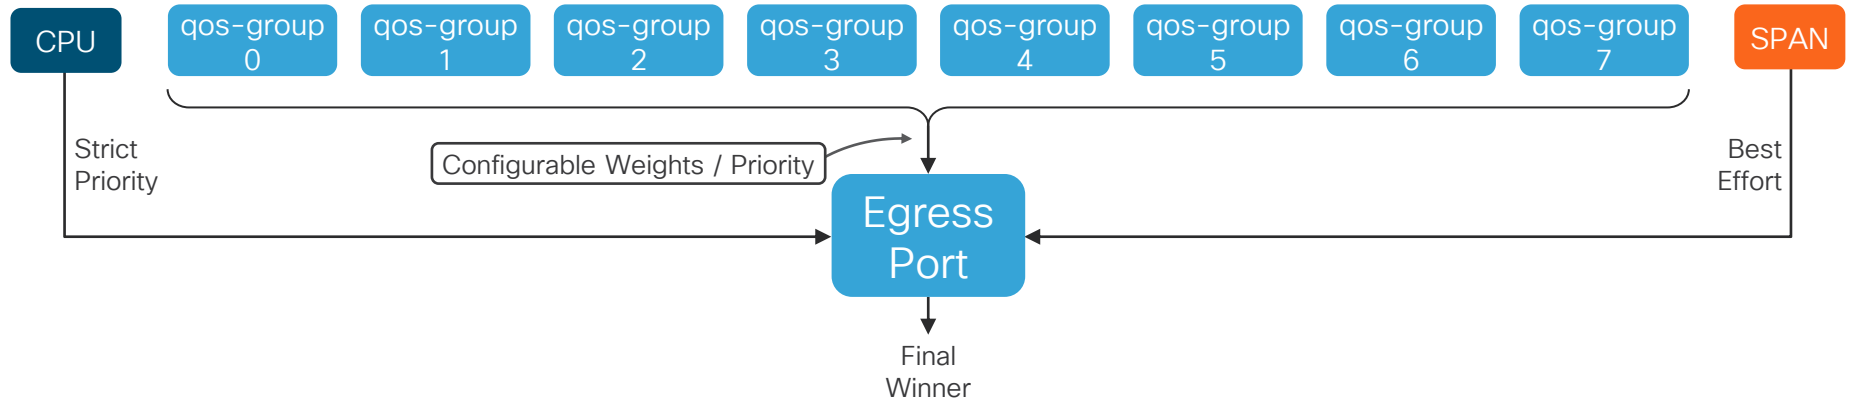 CPU
qos-group
0
qos-group
1
qos-group
2
qos-group
3
qos-group
4
qos-group
5
qos-group
6
qos-group
7
SPAN
Strict
Priority
Configurable Weights / Priority
Best
Effort
Egress
Port
Final
Winner